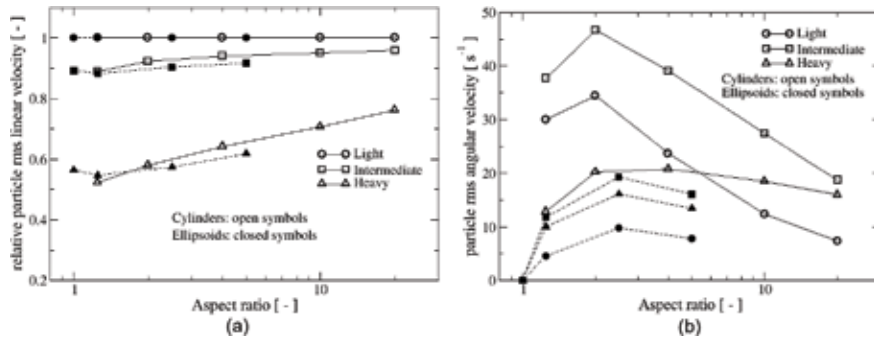 relative particle rms linear velocity [ - ]
1
0.8
0.6
0.4
0.2
Light
Intermediate
Heavy
Cylinders: open symbols
Ellipsoids: closed symbols
1
10
Aspect ratio [ - ]
(a)
particle rms angular velocity [ s⁻¹ ]
50
40
30
20
10
0
Light
Intermediate
Heavy
Cylinders: open symbols
Ellipsoids: closed symbols
1
10
Aspect ratio [ - ]
(b)